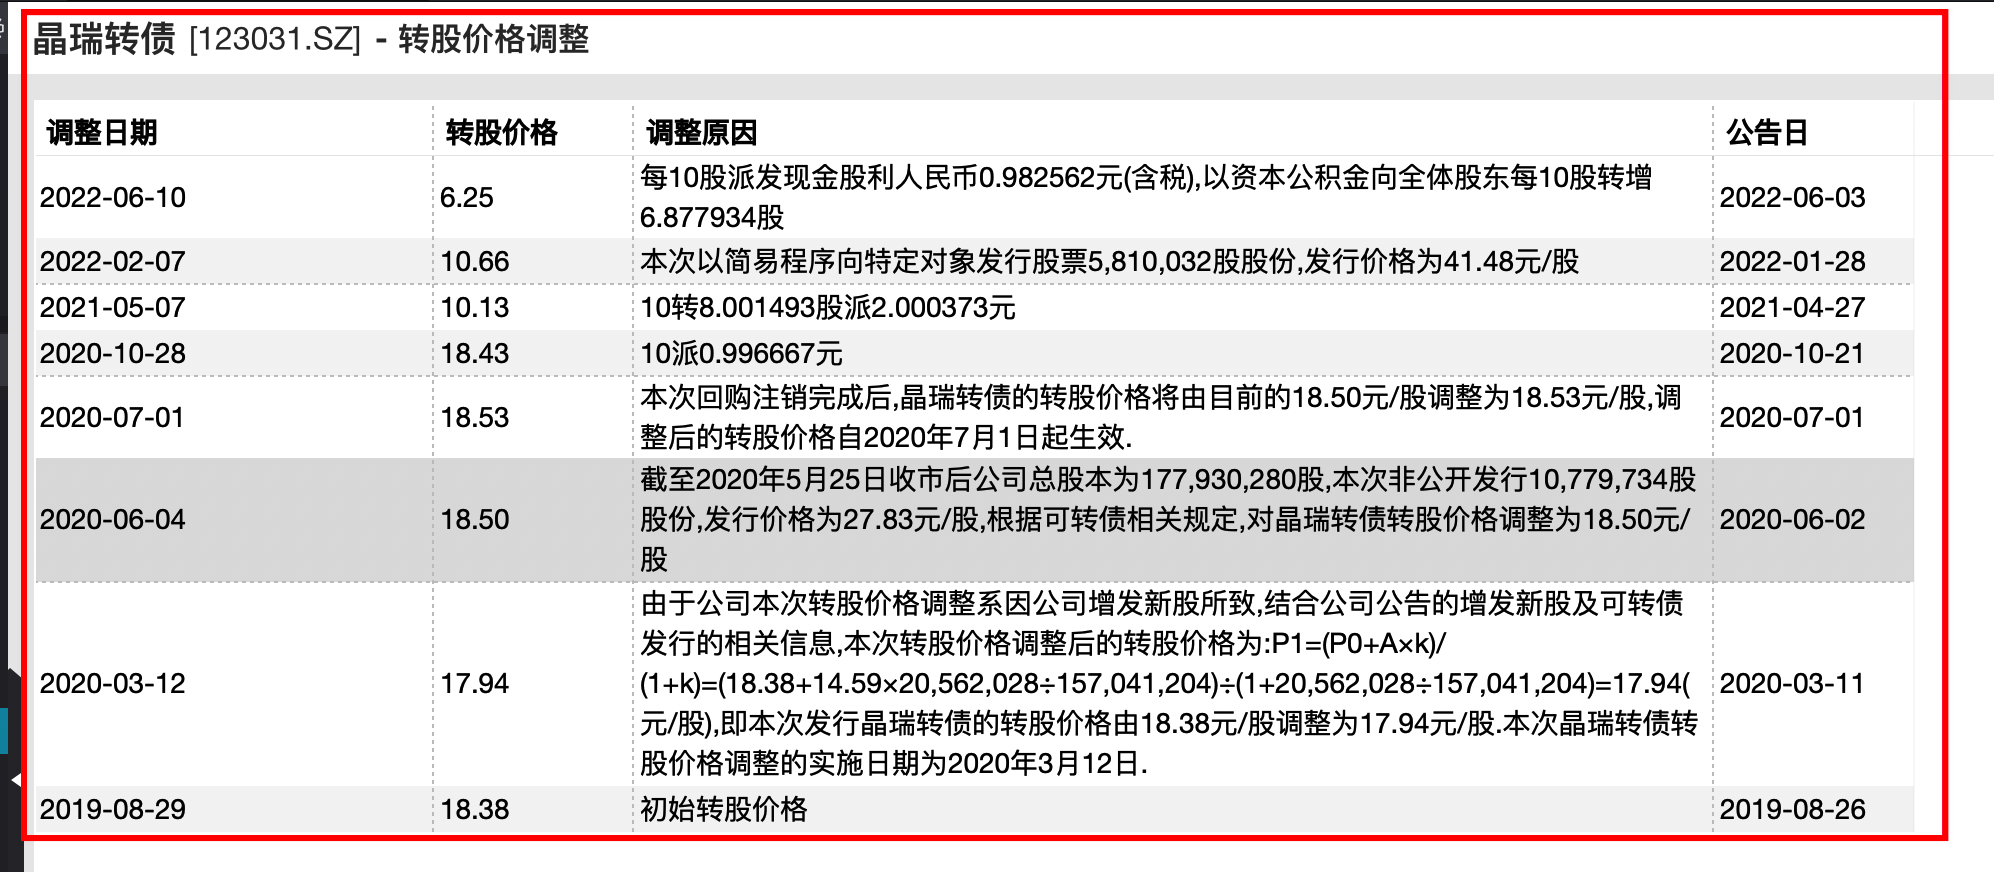 晶瑞转债 [123031.SZ] - 转股价格调整
调整日期 转股价格 调整原因 公告日
2022-06-10 6.25 每10股派发现金股利人民币0.982562元(含税),以资本公积金向全体股东每10股转增
6.877934股 2022-06-03
2022-02-07 10.66 本次以简易程序向特定对象发行股票5,810,032股股份,发行价格为41.48元/股 2022-01-28
2021-05-07 10.13 10转8.001493股派2.000373元 2021-04-27
2020-10-28 18.43 10派0.996667元 2020-10-21
2020-07-01 18.53 本次回购注销完成后,晶瑞转债的转股价格将由目前的18.50元/股调整为18.53元/股,调
整后的转股价格自2020年7月1日起生效. 2020-07-01
截至2020年5月25日收市后公司总股本为177,930,280股,本次非公开发行10,779,734股
2020-06-04 18.50 股份,发行价格为27.83元/股,根据可转债相关规定,对晶瑞转债转股价格调整为18.50元/ 2020-06-02
股
由于公司本次转股价格调整系因公司增发新股所致,结合公司公告的增发新股及可转债
发行的相关信息,本次转股价格调整后的转股价格为:P1=(P0+A×k)/
2020-03-12 17.94 (1+k)=(18.38+14.59×20,562,028÷157,041,204)÷(1+20,562,028÷157,041,204)=17.94( 2020-03-11
元/股),即本次发行晶瑞转债的转股价格由18.38元/股调整为17.94元/股.本次晶瑞转债转
股价格调整的实施日期为2020年3月12日.
2019-08-29 18.38 初始转股价格 2019-08-26